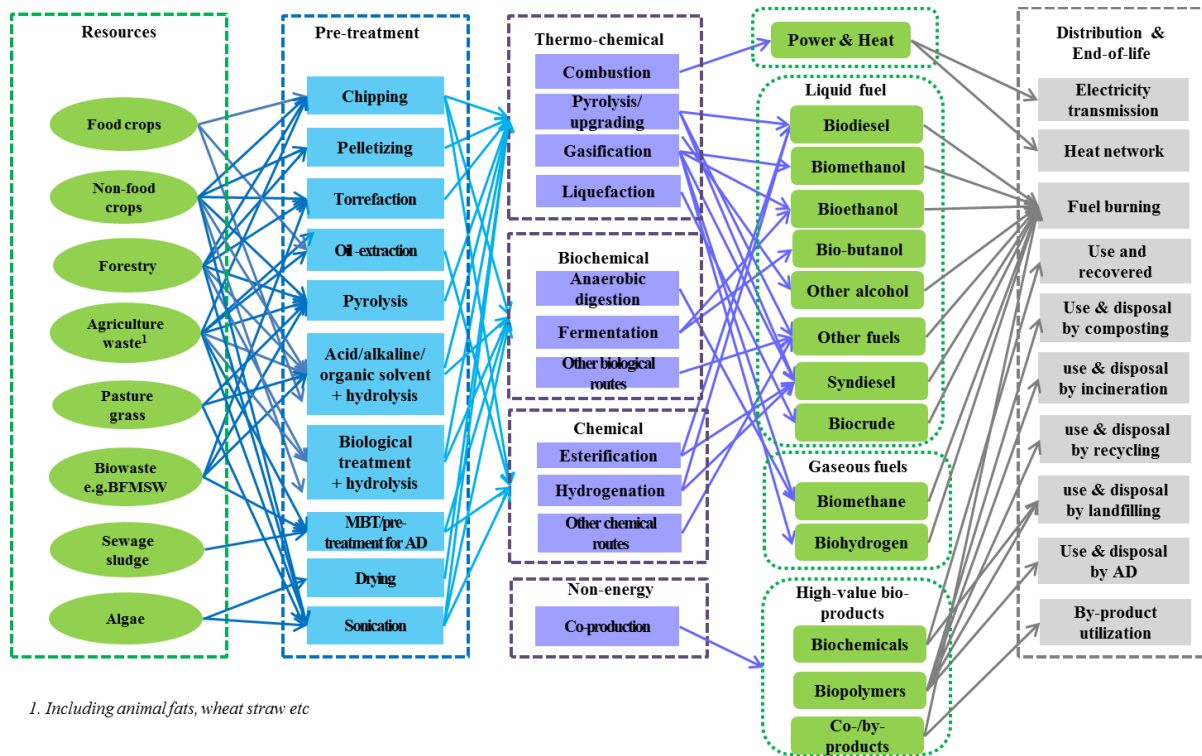 Resources
Food crops
Non-food
crops
Forestry
Agriculture
waste¹
Pasture
grass
Biowaste
e.g.BFMSW
Sewage
sludge
Algae
Pre-treatment
Chipping
Pelletizing
Torrefaction
Oil-extraction
Pyrolysis
Acid/alkaline/
organic solvent
+ hydrolysis
Biological
treatment
+ hydrolysis
MBT/pre-
treatment for AD
Drying
Sonication
Thermo-chemical
Combustion
Pyrolysis/
upgrading
Gasification
Liquefaction
Biochemical
Anaerobic
digestion
Fermentation
Other biological
routes
Chemical
Esterification
Hydrogenation
Other chemical
routes
Non-energy
Co-production
Power & Heat
Liquid fuel
Biodiesel
Biomethanol
Bioethanol
Bio-butanol
Other alcohol
Other fuels
Syndiesel
Biocrude
Gaseous fuels
Biomethane
Biohydrogen
High-value bio-
products
Biochemicals
Biopolymers
Co-/by-
products
Distribution &
End-of-life
Electricity
transmission
Heat network
Fuel burning
Use and
recovered
Use & disposal
by composting
use & disposal
by incineration
use & disposal
by recycling
use & disposal
by landfilling
Use & disposal
by AD
By-product
utilization
1. Including animal fats, wheat straw etc